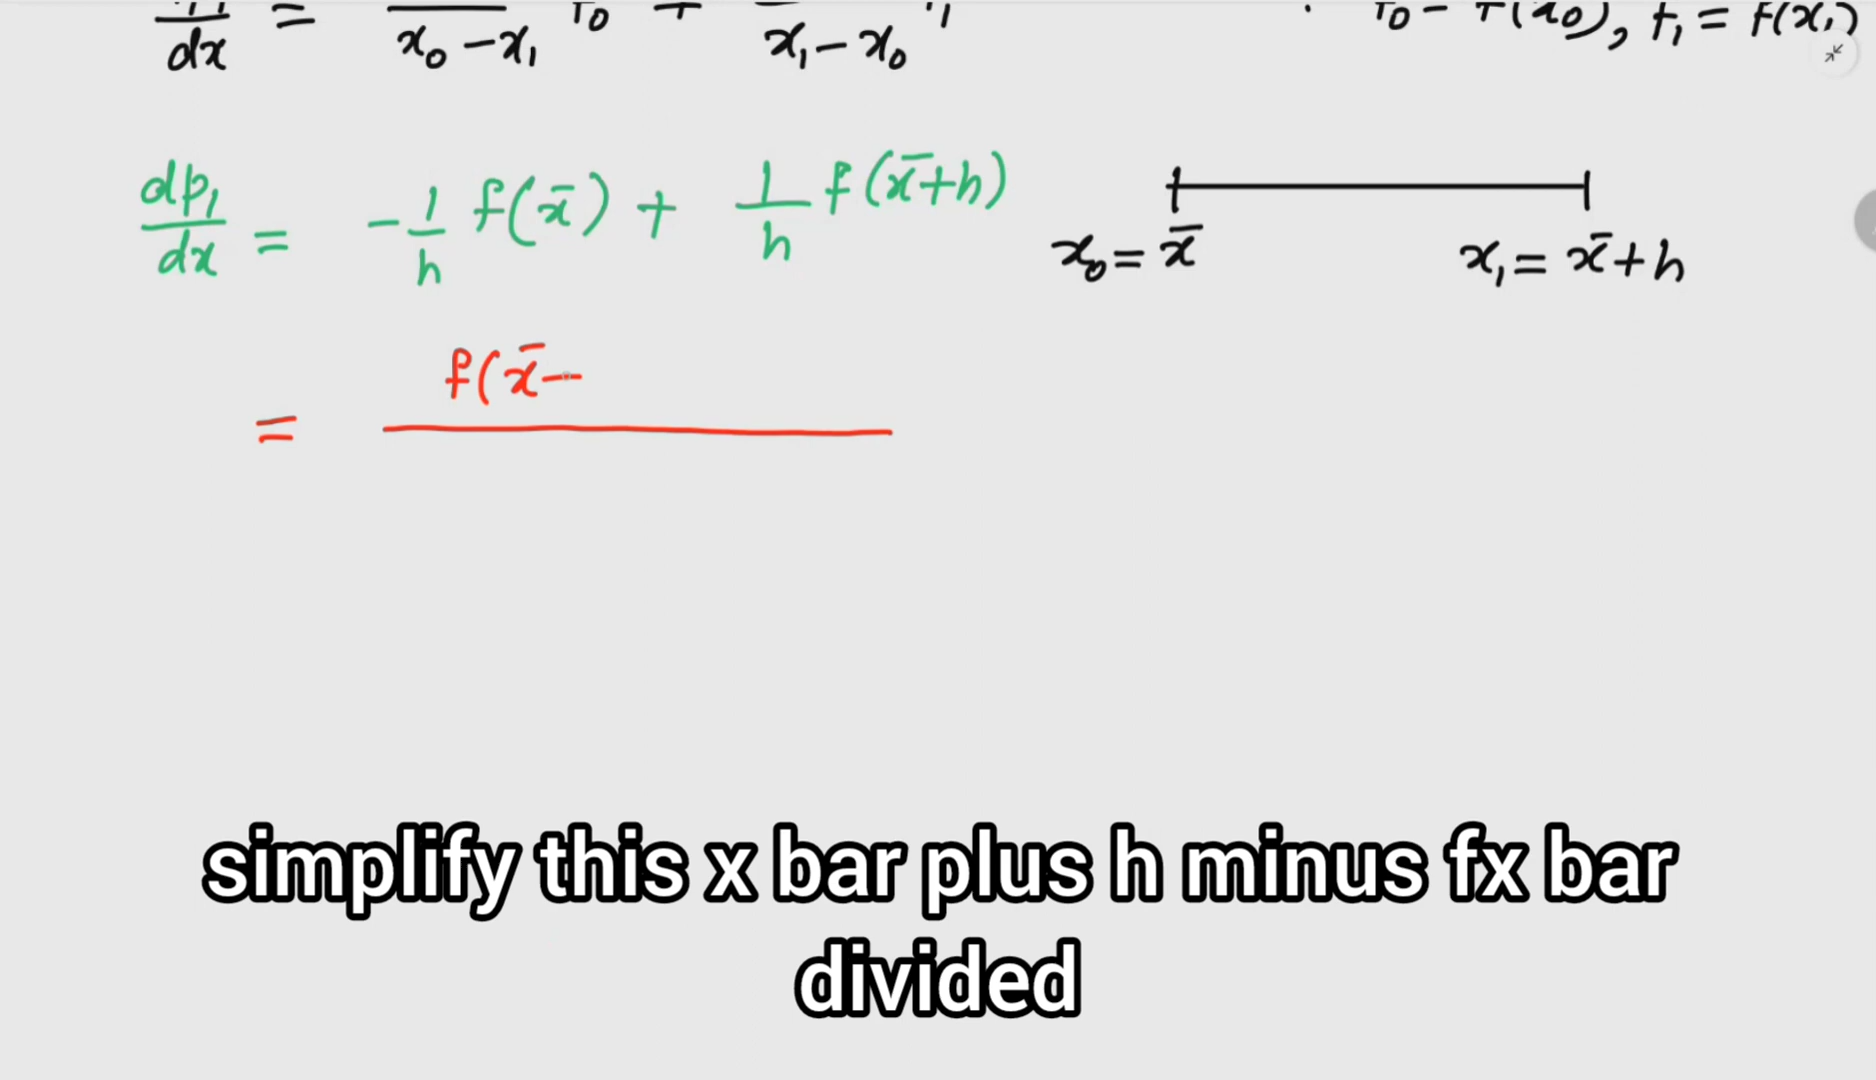 dx = x₀ - x₁ f₀ + x₁ - x₀ f₀ = f(x₀), f₁ = f(x₁)
dp₁/dx = -1/h f(x̄) + 1/h f(x̄+h)
x₀ = x̄ x₁ = x̄+h
= f(x̄-
simplify this x bar plus h minus fx bar
divided